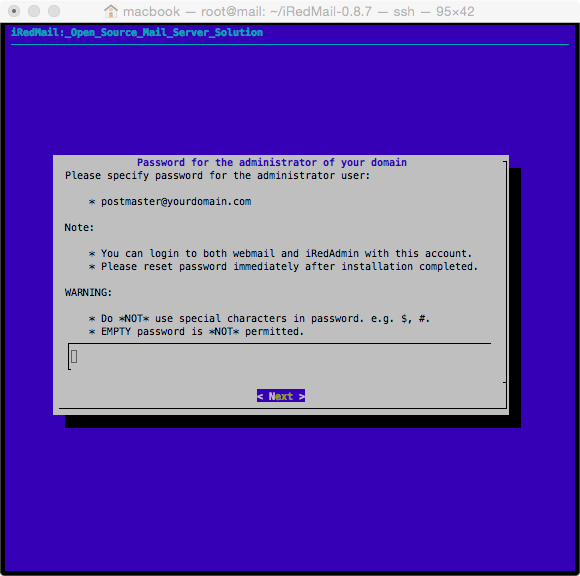 macbook — root@mail: ~/iRedMail-0.8.7 — ssh — 95×42
iRedMail:_Open_Source_Mail_Server_Solution
Password for the administrator of your domain
Please specify password for the administrator user:
* postmaster@yourdomain.com
Note:
* You can login to both webmail and iRedAdmin with this account.
* Please reset password immediately after installation completed.
WARNING:
* Do *NOT* use special characters in password. e.g. $, #.
* EMPTY password is *NOT* permitted.
< Next >